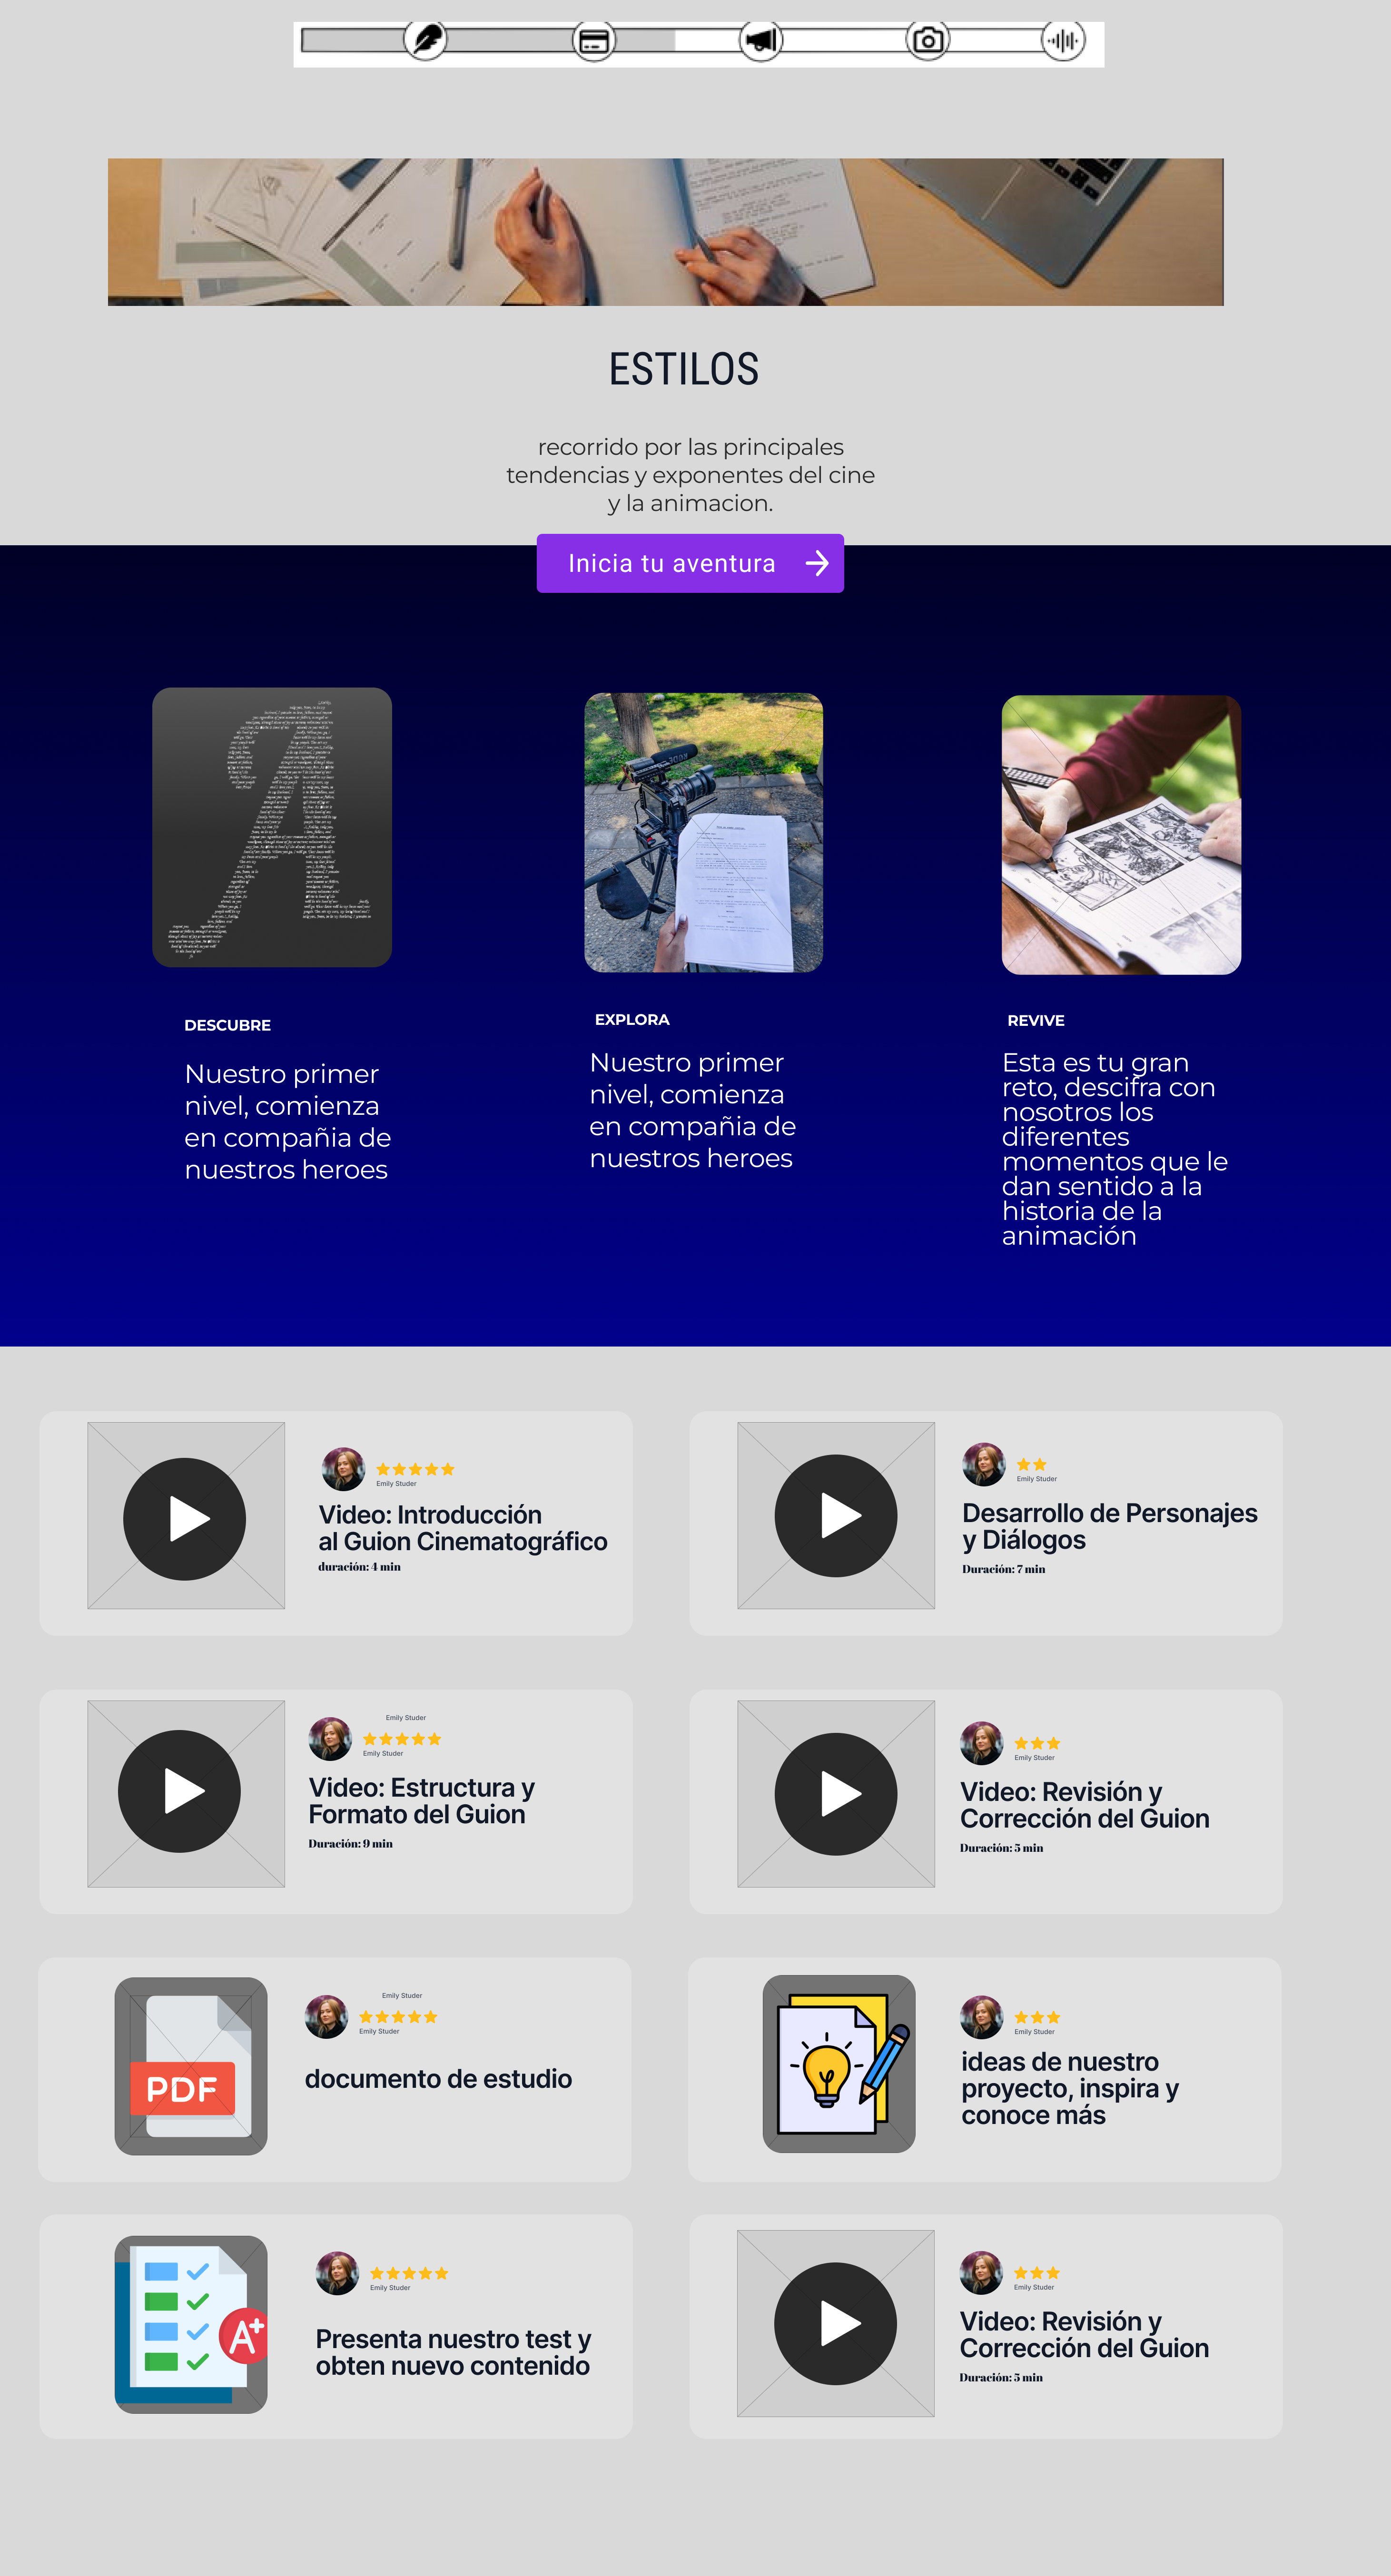 ESTILOS
recorrido por las principales
tendencias y exponentes del cine
y la animacion.
Inicia tu aventura
DESCUBRE
Nuestro primer
nivel, comienza
en compañia de
nuestros heroes
EXPLORA
Nuestro primer
nivel, comienza
en compañia de
nuestros heroes
REVIVE
Esta es tu gran
reto, descifra con
nosotros los
diferentes
momentos que le
dan sentido a la
historia de la
animación
Emily Studer
Video: Introducción
al Guion Cinematográfico
duración: 4 min
Emily Studer
Desarrollo de Personajes
y Diálogos
Duración: 7 min
Emily Studer
Emily Studer
Video: Estructura y
Formato del Guion
Duración: 9 min
Emily Studer
Video: Revisión y
Corrección del Guion
Duración: 5 min
PDF
Emily Studer
Emily Studer
documento de estudio
Emily Studer
ideas de nuestro
proyecto, inspira y
conoce más
A+
Emily Studer
Presenta nuestro test y
obten nuevo contenido
Emily Studer
Video: Revisión y
Corrección del Guion
Duración: 5 min